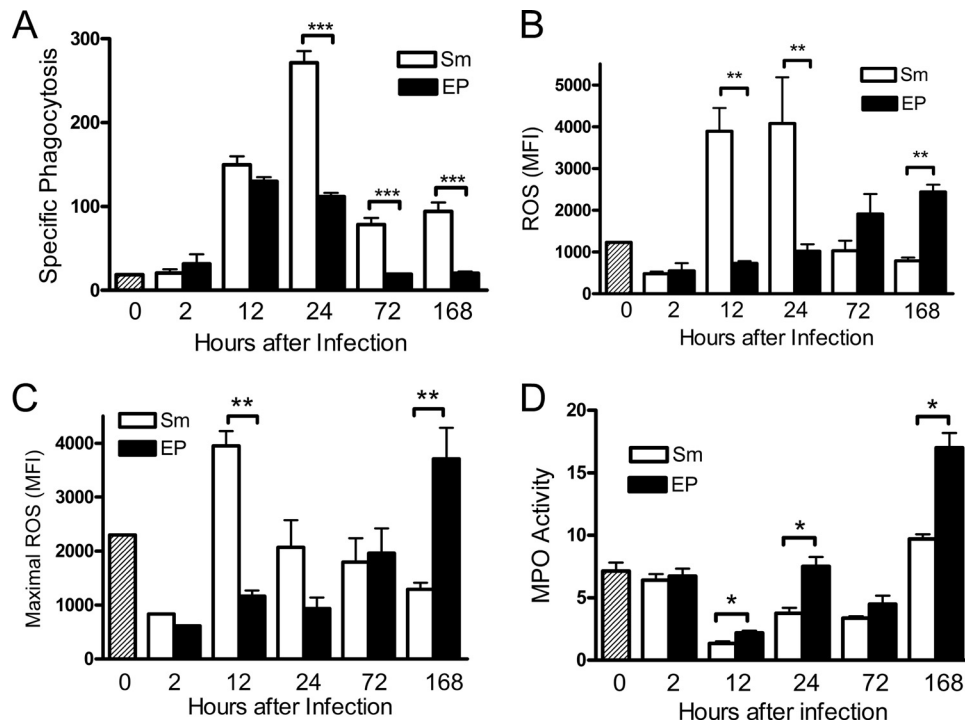 A
Specific Phagocytosis
300
200
100
0
***
***
***
Sm
EP
0 2 12 24 72 168
Hours after Infection
B
ROS (MFI)
5000
4000
3000
2000
1000
0
**
**
**
Sm
EP
0 2 12 24 72 168
Hours after Infection
C
Maximal ROS (MFI)
4000
3000
2000
1000
0
**
**
Sm
EP
0 2 12 24 72 168
Hours after Infection
D
MPO Activity
20
15
10
5
0
*
*
*
Sm
EP
0 2 12 24 72 168
Hours after infection